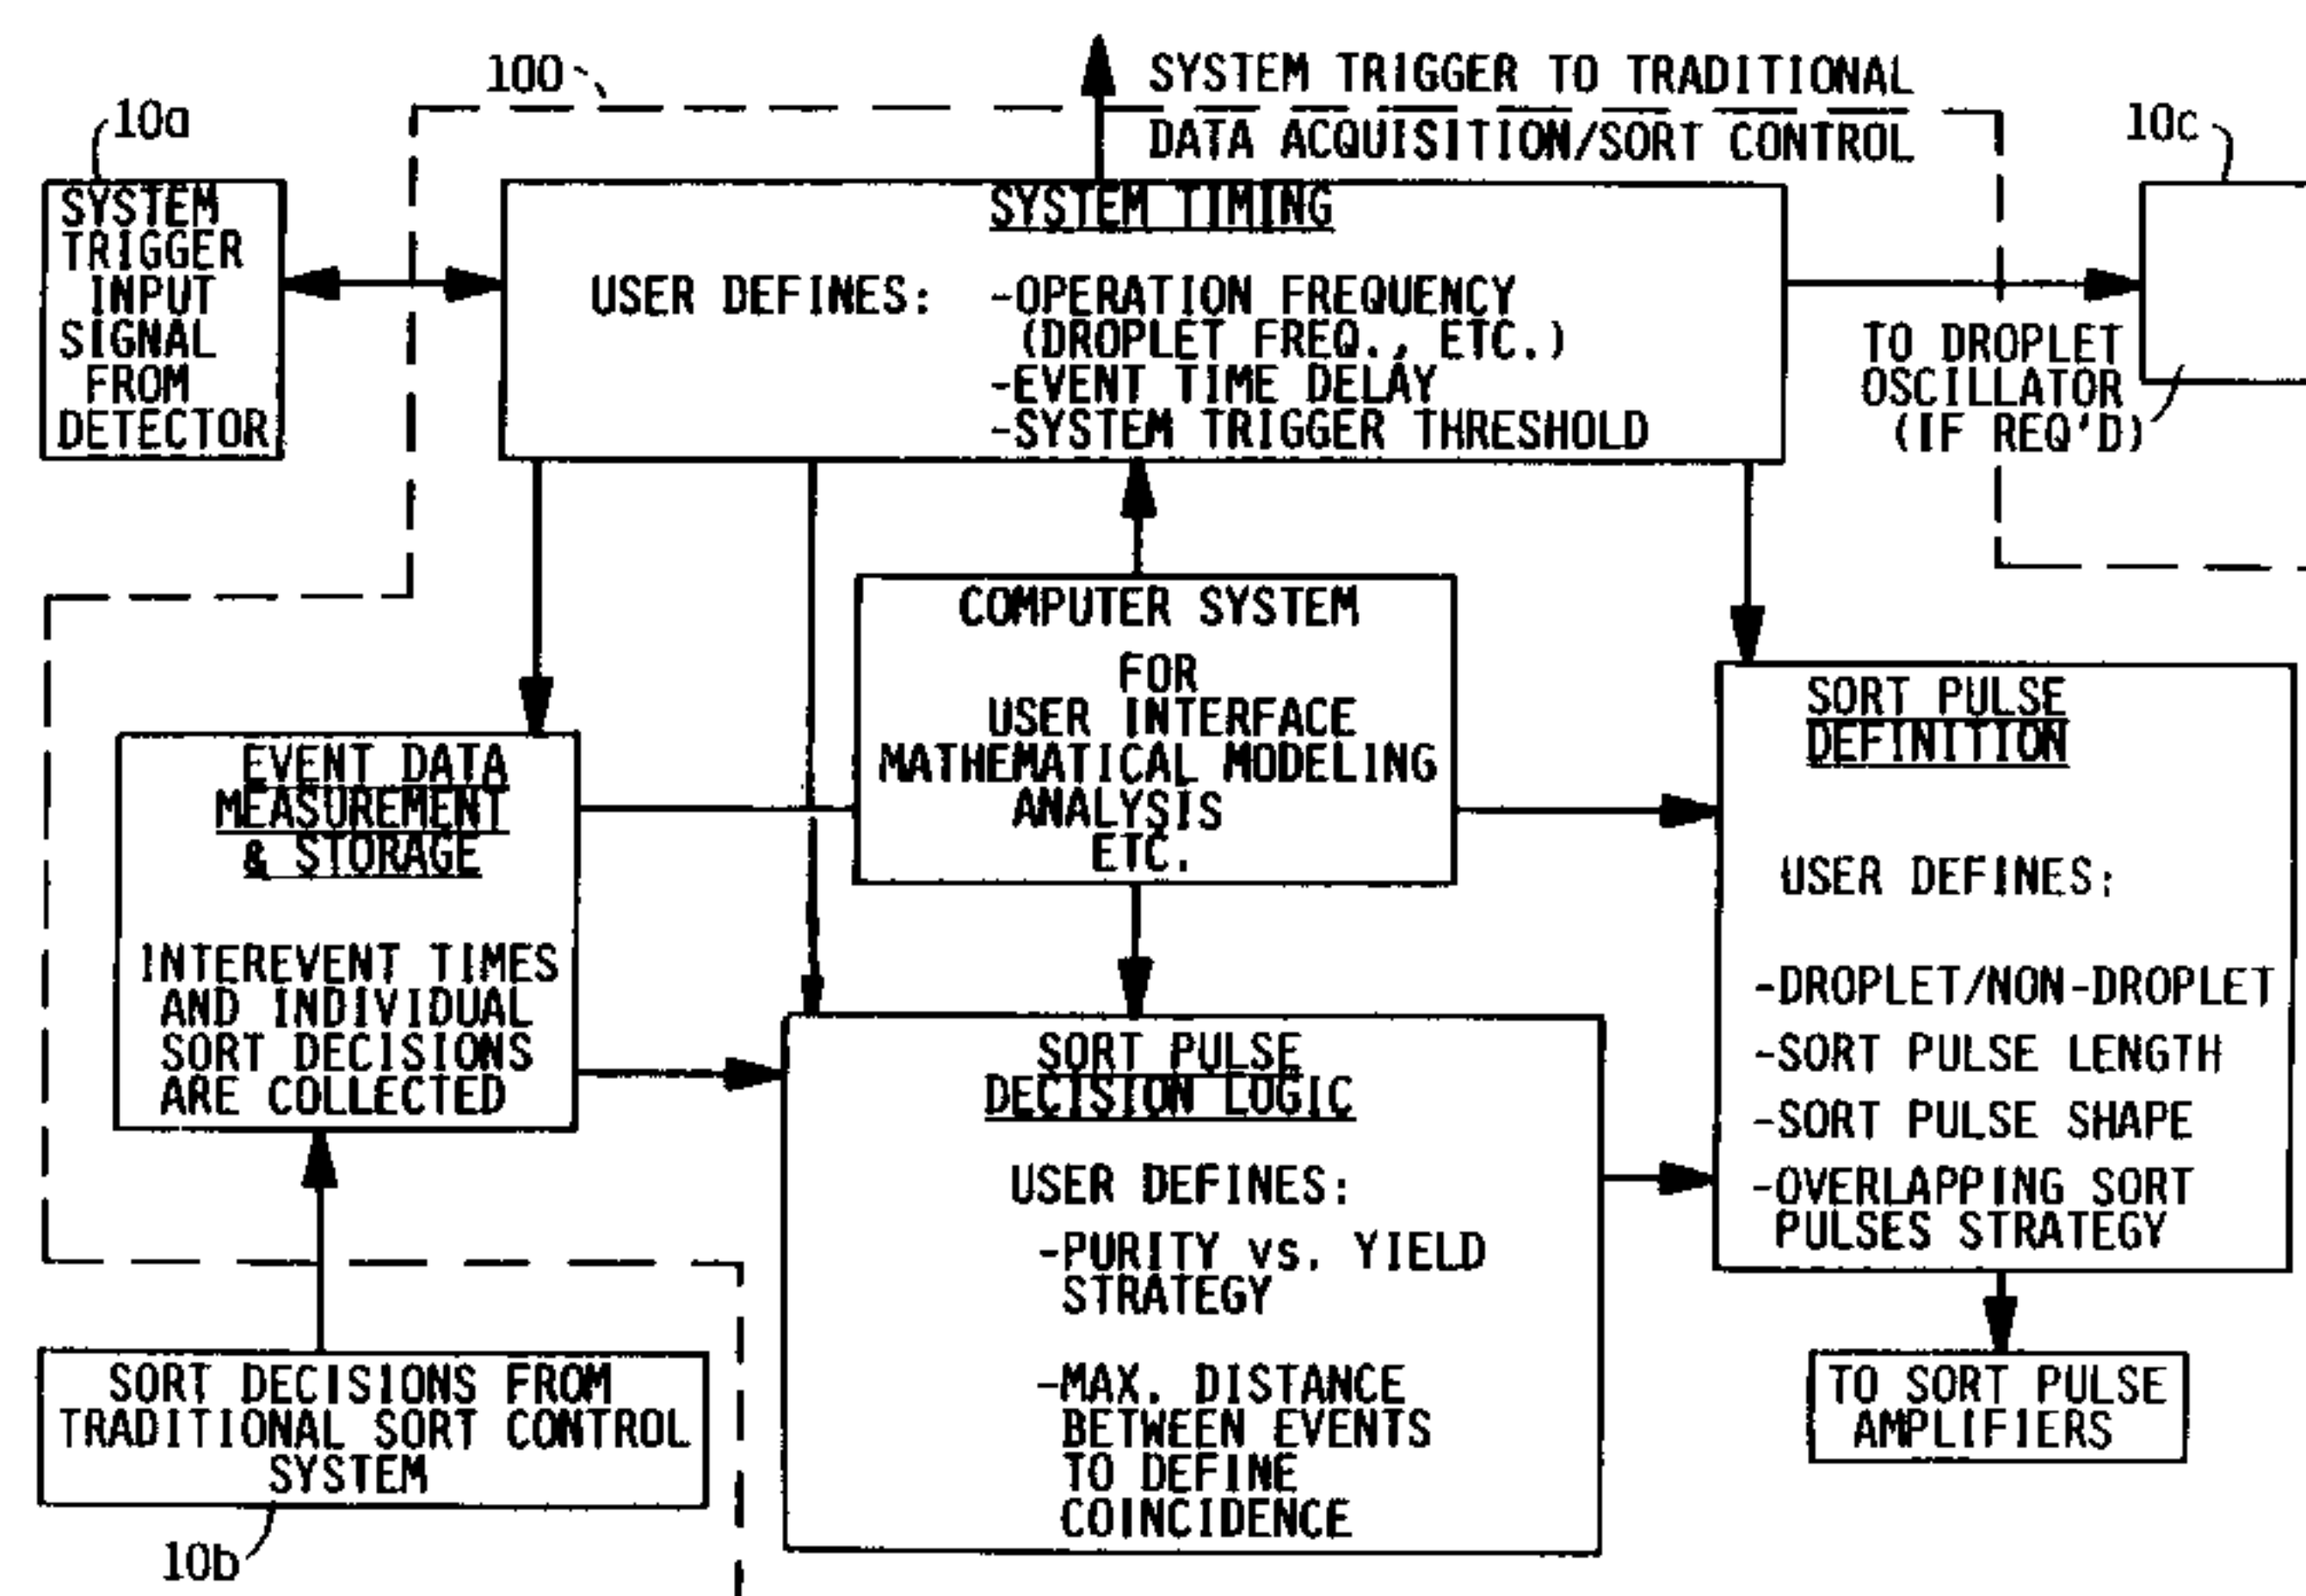 100
SYSTEM TRIGGER TO TRADITIONAL
DATA ACQUISITION/SORT CONTROL
10a
10c
SYSTEM
TRIGGER
INPUT
SIGNAL
FROM
DETECTOR
SYSTEM TIMING
USER DEFINES: -OPERATION FREQUENCY
(DROPLET FREQ., ETC.)
-EVENT TIME DELAY
-SYSTEM TRIGGER THRESHOLD
TO DROPLET
OSCILLATOR
(IF REQ'D)
COMPUTER SYSTEM
FOR
USER INTERFACE
MATHEMATICAL MODELING
ANALYSIS
ETC.
EVENT DATA
MEASUREMENT
& STORAGE
INTEREVENT TIMES
AND INDIVIDUAL
SORT DECISIONS
ARE COLLECTED
SORT PULSE
DEFINITION
USER DEFINES:
-DROPLET/NON-DROPLET
-SORT PULSE LENGTH
-SORT PULSE SHAPE
-OVERLAPPING SORT
PULSES STRATEGY
SORT PULSE
DECISION LOGIC
USER DEFINES:
-PURITY vs. YIELD
STRATEGY
-MAX. DISTANCE
BETWEEN EVENTS
TO DEFINE
COINCIDENCE
SORT DECISIONS FROM
TRADITIONAL SORT CONTROL
SYSTEM
10b
TO SORT PULSE
AMPLIFIERS